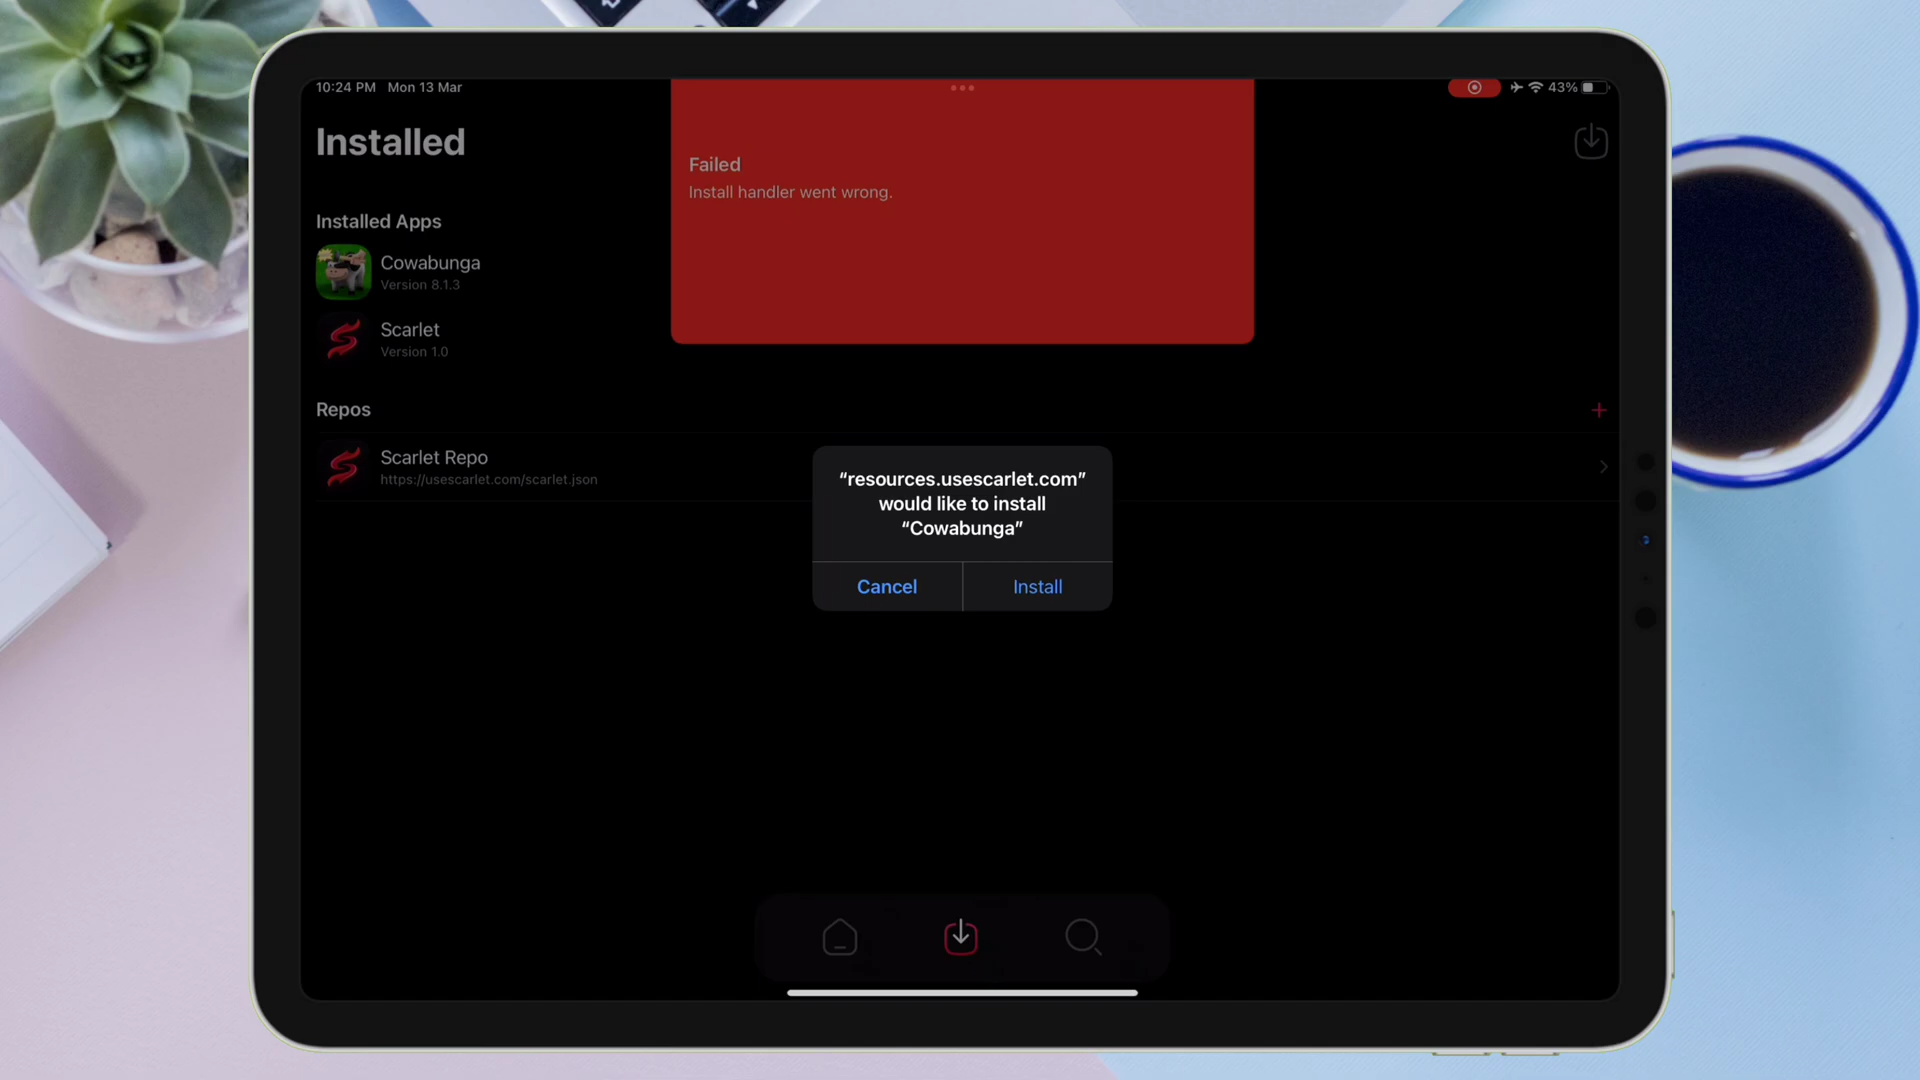 10:24 PM Mon 13 Mar
43%
Installed
Failed
Install handler went wrong.
Installed Apps
Cowabunga
Version 8.1.3
Scarlet
Version 1.0
Repos
Scarlet Repo
https://usescarlet.com/scarlet.json
“resources.usescarlet.com”
would like to install
“Cowabunga”
Cancel
Install